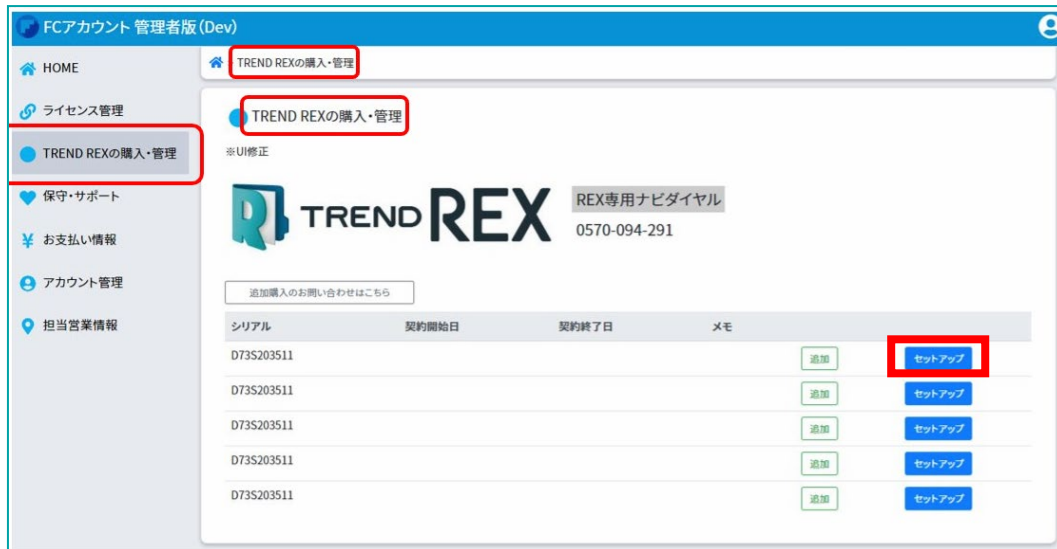 FCアカウント 管理者版(Dev)
HOME
TREND REXの購入・管理
ライセンス管理
TREND REXの購入・管理
保守・サポート
お支払い情報
アカウント管理
担当営業情報
TREND REXの購入・管理
※UI修正
TREND REX
REX専用ナビダイヤル
0570-094-291
追加購入のお問い合わせはこちら
シリアル 契約開始日 契約終了日 メモ
D73S203511 追加 セットアップ
D73S203511 追加 セットアップ
D73S203511 追加 セットアップ
D73S203511 追加 セットアップ
D73S203511 追加 セットアップ